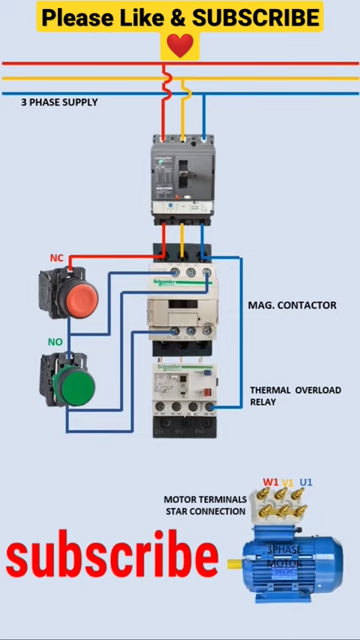 Please Like & SUBSCRIBE
3 PHASE SUPPLY
Schneider
NC
Schneider
MAG. CONTACTOR
NO
Schneider
THERMAL OVERLOAD
RELAY
W1 V1 U1
MOTOR TERMINALS
STAR CONNECTION
subscribe
3PHASE
MOTOR